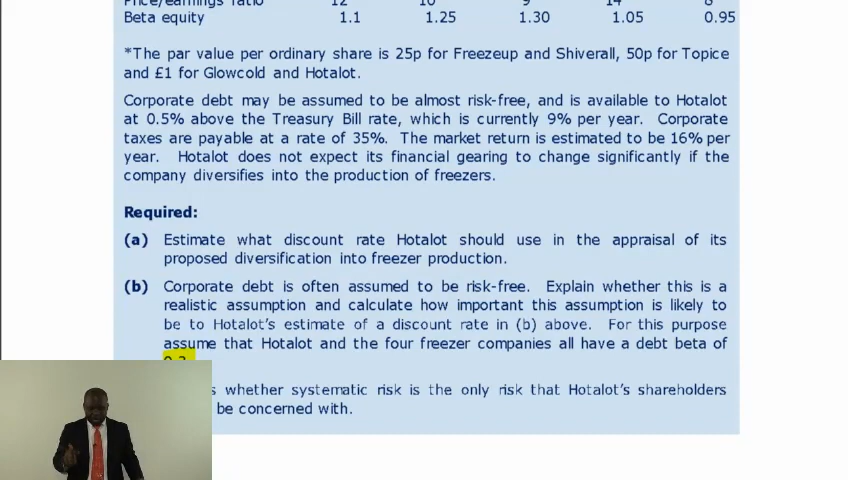 Price/earnings ratio 12 10 9 14 8
Beta equity 1.1 1.25 1.30 1.05 0.95
*The par value per ordinary share is 25p for Freezeup and Shiverall, 50p for Topice
and £1 for Glowcold and Hotalot.
Corporate debt may be assumed to be almost risk-free, and is available to Hotalot
at 0.5% above the Treasury Bill rate, which is currently 9% per year. Corporate
taxes are payable at a rate of 35%. The market return is estimated to be 16% per
year. Hotalot does not expect its financial gearing to change significantly if the
company diversifies into the production of freezers.
Required:
(a) Estimate what discount rate Hotalot should use in the appraisal of its
proposed diversification into freezer production.
(b) Corporate debt is often assumed to be risk-free. Explain whether this is a
realistic assumption and calculate how important this assumption is likely to
be to Hotalot's estimate of a discount rate in (b) above. For this purpose
assume that Hotalot and the four freezer companies all have a debt beta of
whether systematic risk is the only risk that Hotalot's shareholders
be concerned with.